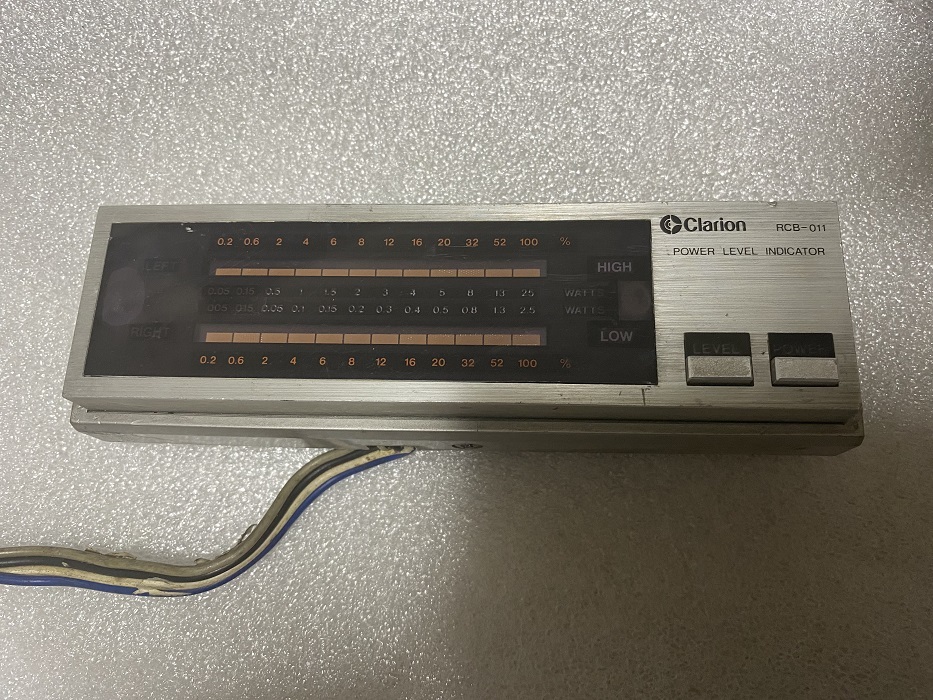 Clarion RCB-011
POWER LEVEL INDICATOR
0.2 0.6 2 4 6 8 12 16 20 32 52 100 %
LEFT HIGH
0.05 0.15 0.5 1 1.5 2 3 4 5 8 13 25 WATTS
.005 .015 0.05 0.1 0.15 0.2 0.3 0.4 0.5 0.8 1.3 2.5 WATTS
RIGHT LOW
0.2 0.6 2 4 6 8 12 16 20 32 52 100 %
LEVEL POWER